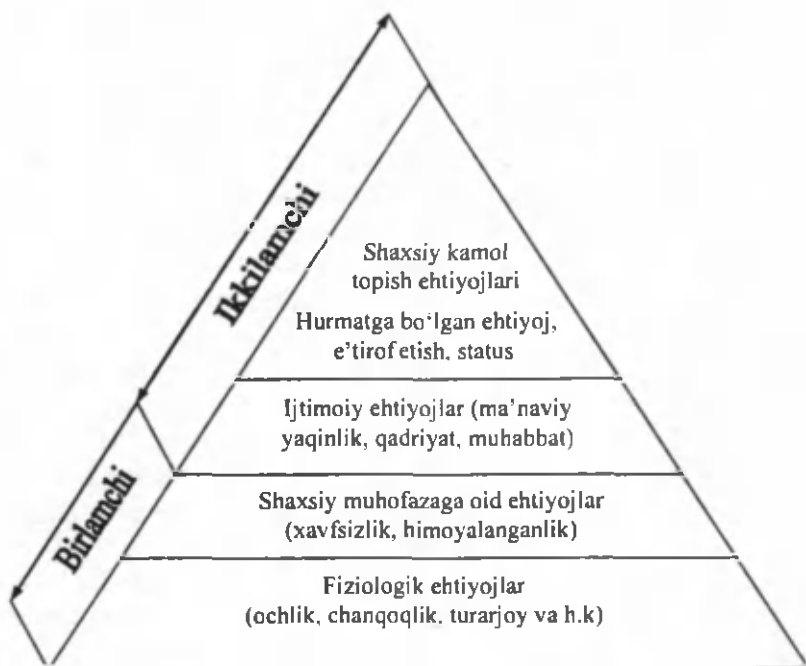 Ikkilamchi
Birlamchi
Shaxsiy kamol
topish ehtiyojlari
Hurmatga bo‘lgan ehtiyoj,
e’tirof etish, status
Ijtimoiy ehtiyojlar (ma’naviy
yaqinlik, qadriyat, muhabbat)
Shaxsiy muhofazaga oid ehtiyojlar
(xavfsizlik, himoyalanganlik)
Fiziologik ehtiyojlar
(ochlik, chanqoqlik, turarjoy va h.k)